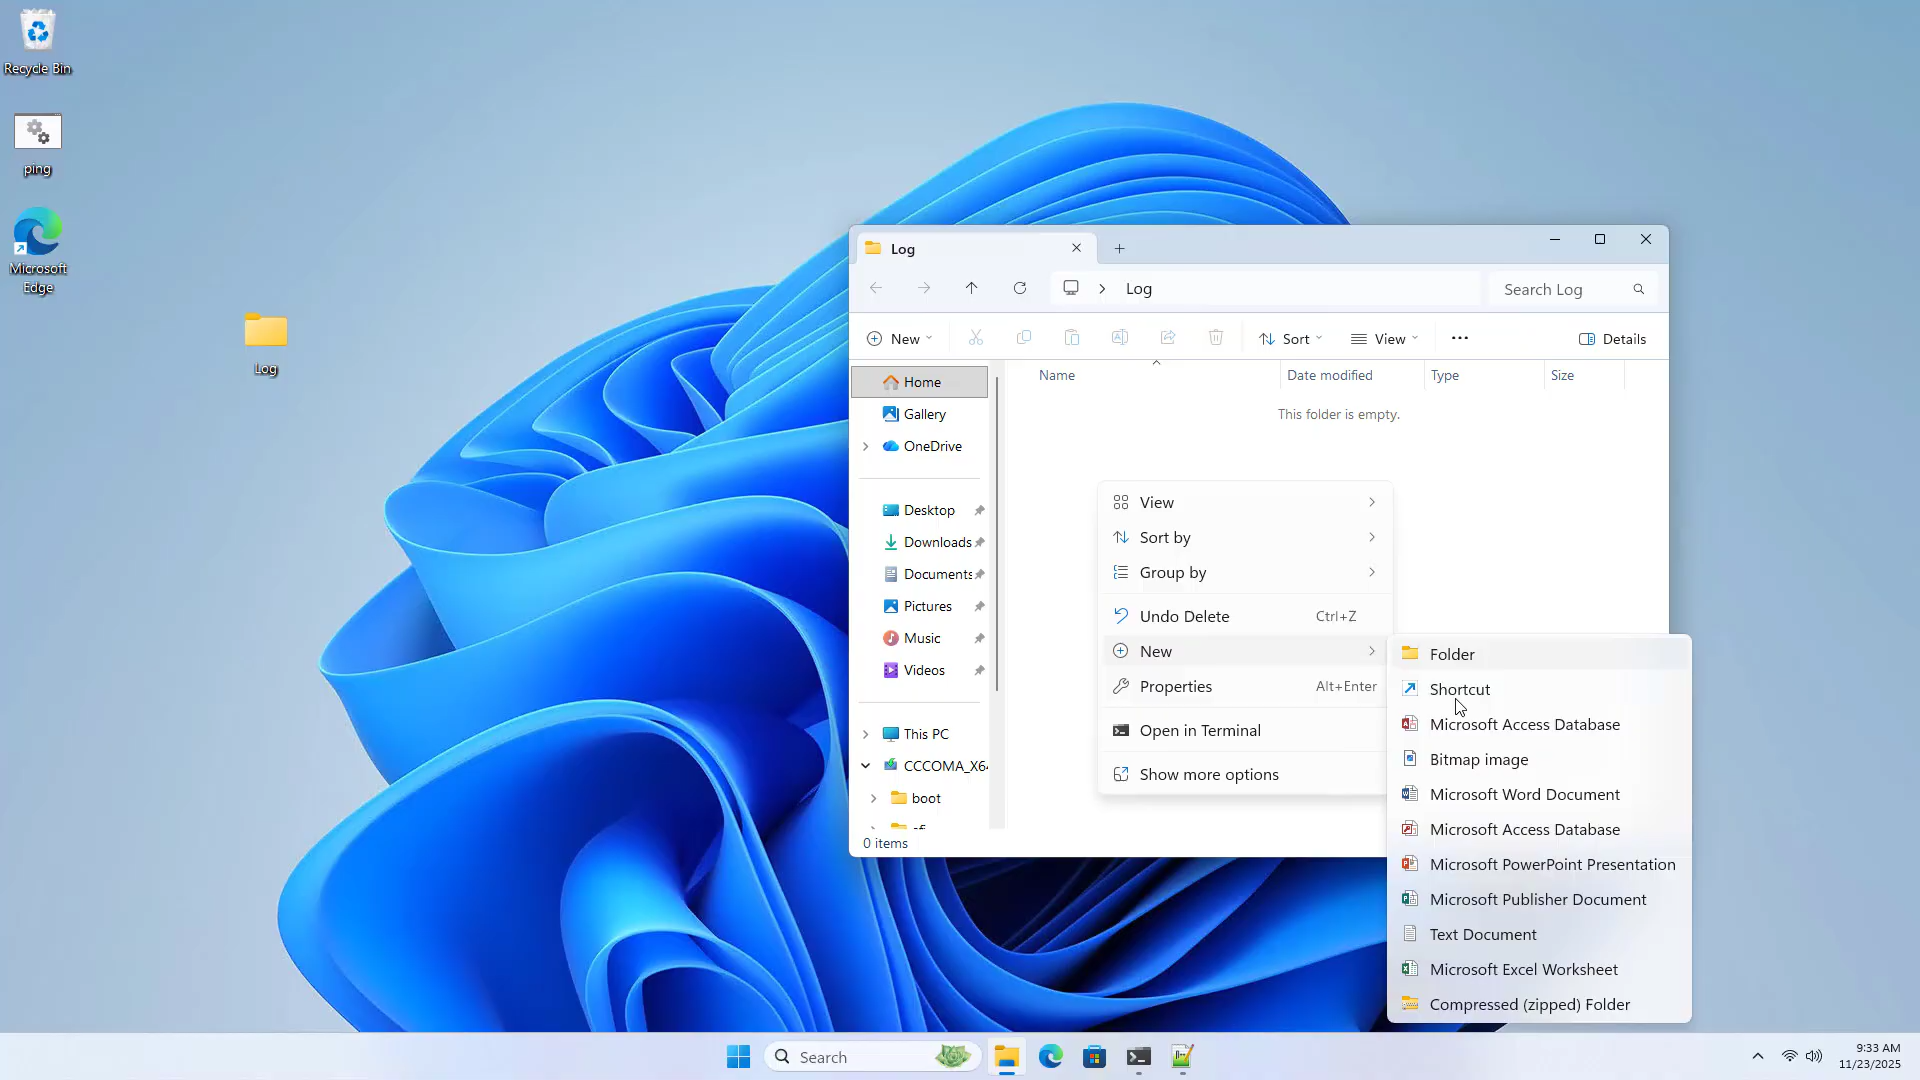 Recycle Bin
ping
Microsoft
Edge
Log
Log
Log
Search Log
New
Sort
View
Details
Name
Date modified
Type
Size
This folder is empty.
Home
Gallery
OneDrive
Desktop
Downloads
Documents
Pictures
Music
Videos
This PC
CCCOMA_X64
boot
0 items
View
Sort by
Group by
Undo Delete Ctrl+Z
New
Properties Alt+Enter
Open in Terminal
Show more options
Folder
Shortcut
Microsoft Access Database
Bitmap image
Microsoft Word Document
Microsoft Access Database
Microsoft PowerPoint Presentation
Microsoft Publisher Document
Text Document
Microsoft Excel Worksheet
Compressed (zipped) Folder
Search
9:33 AM
11/23/2025